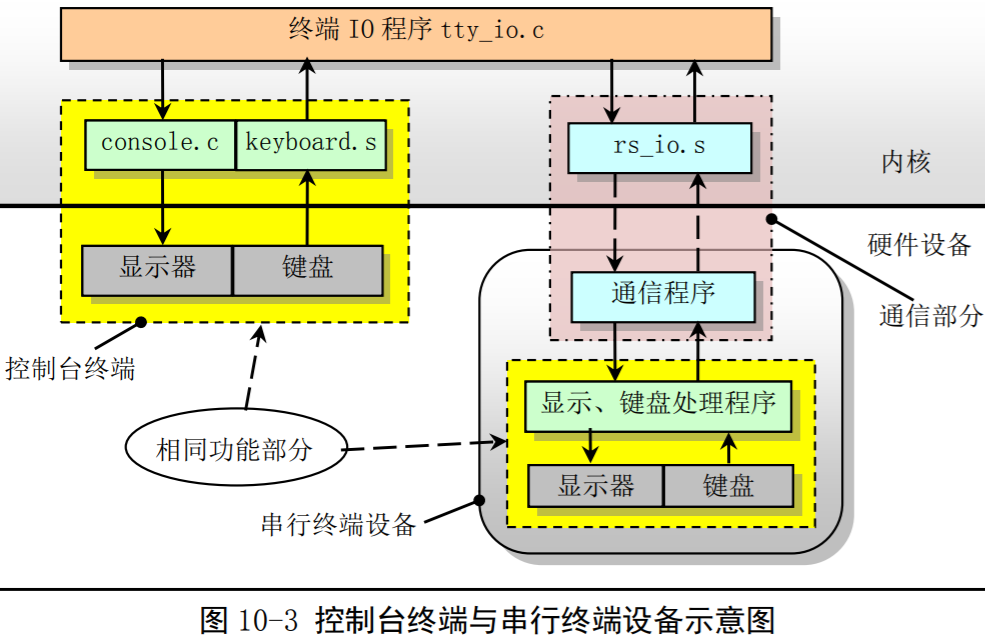 终端 IO 程序 tty_io.c
console.c
keyboard.s
rs_io.s
内核
硬件设备
显示器
键盘
通信程序
通信部分
控制台终端
显示、键盘处理程序
相同功能部分
显示器
键盘
串行终端设备
图 10-3 控制台终端与串行终端设备示意图